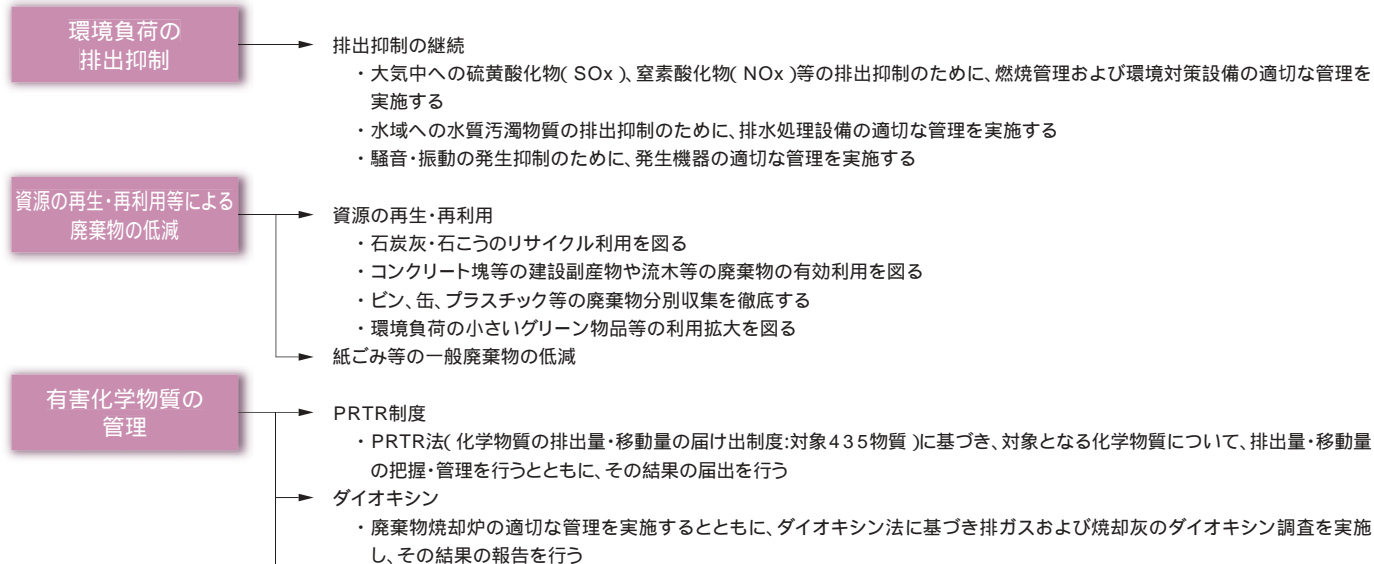 環境負荷の
排出抑制
排出抑制の継続
・大気中への硫黄酸化物(SOx)、窒素酸化物(NOx)等の排出抑制のために、燃焼管理および環境対策設備の適切な管理を
実施する
・水域への水質汚濁物質の排出抑制のために、排水処理設備の適切な管理を実施する
・騒音・振動の発生抑制のために、発生機器の適切な管理を実施する
資源の再生・再利用等による
廃棄物の低減
資源の再生・再利用
・石炭灰・石こうのリサイクル利用を図る
・コンクリート塊等の建設副産物や流木等の廃棄物の有効利用を図る
・ビン、缶、プラスチック等の廃棄物分別収集を徹底する
・環境負荷の小さいグリーン物品等の利用拡大を図る
紙ごみ等の一般廃棄物の低減
有害化学物質の
管理
PRTR制度
・PRTR法(化学物質の排出量・移動量の届け出制度:対象435物質)に基づき、対象となる化学物質について、排出量・移動量
の把握・管理を行うとともに、その結果の届出を行う
ダイオキシン
・廃棄物焼却炉の適切な管理を実施するとともに、ダイオキシン法に基づき排ガスおよび焼却灰のダイオキシン調査を実施
し、その結果の報告を行う